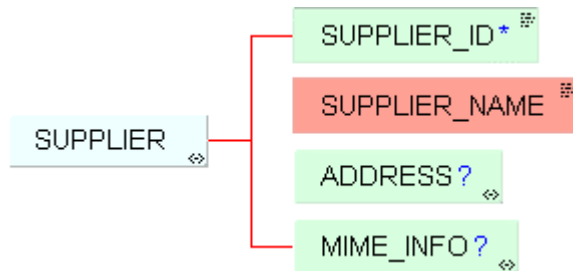 SUPPLIER_ID*
SUPPLIER_NAME
SUPPLIER
ADDRESS?
MIME_INFO?